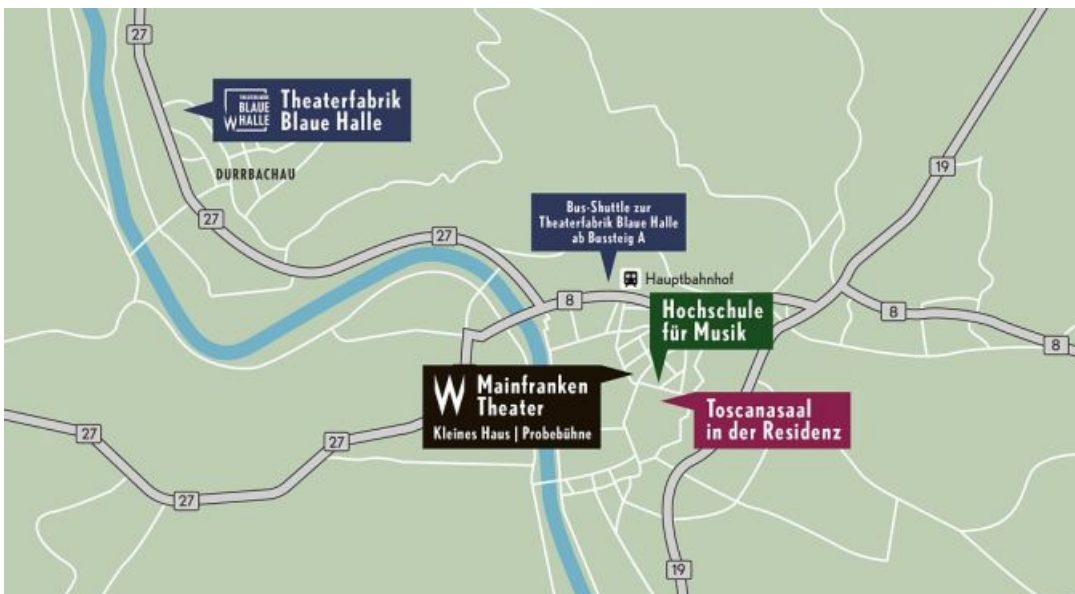 27
THEATERFABRIK
BLAUE
HALLE
Theaterfabrik
Blaue Halle
DÜRRBACHAU
27
27
19
Bus-Shuttle zur
Theaterfabrik Blaue Halle
ab Bussteig A
Hauptbahnhof
8
Hochschule
für Musik
8
8
W
Mainfranken
Theater
Kleines Haus | Probebühne
Toscanasaal
in der Residenz
27
27
27
19